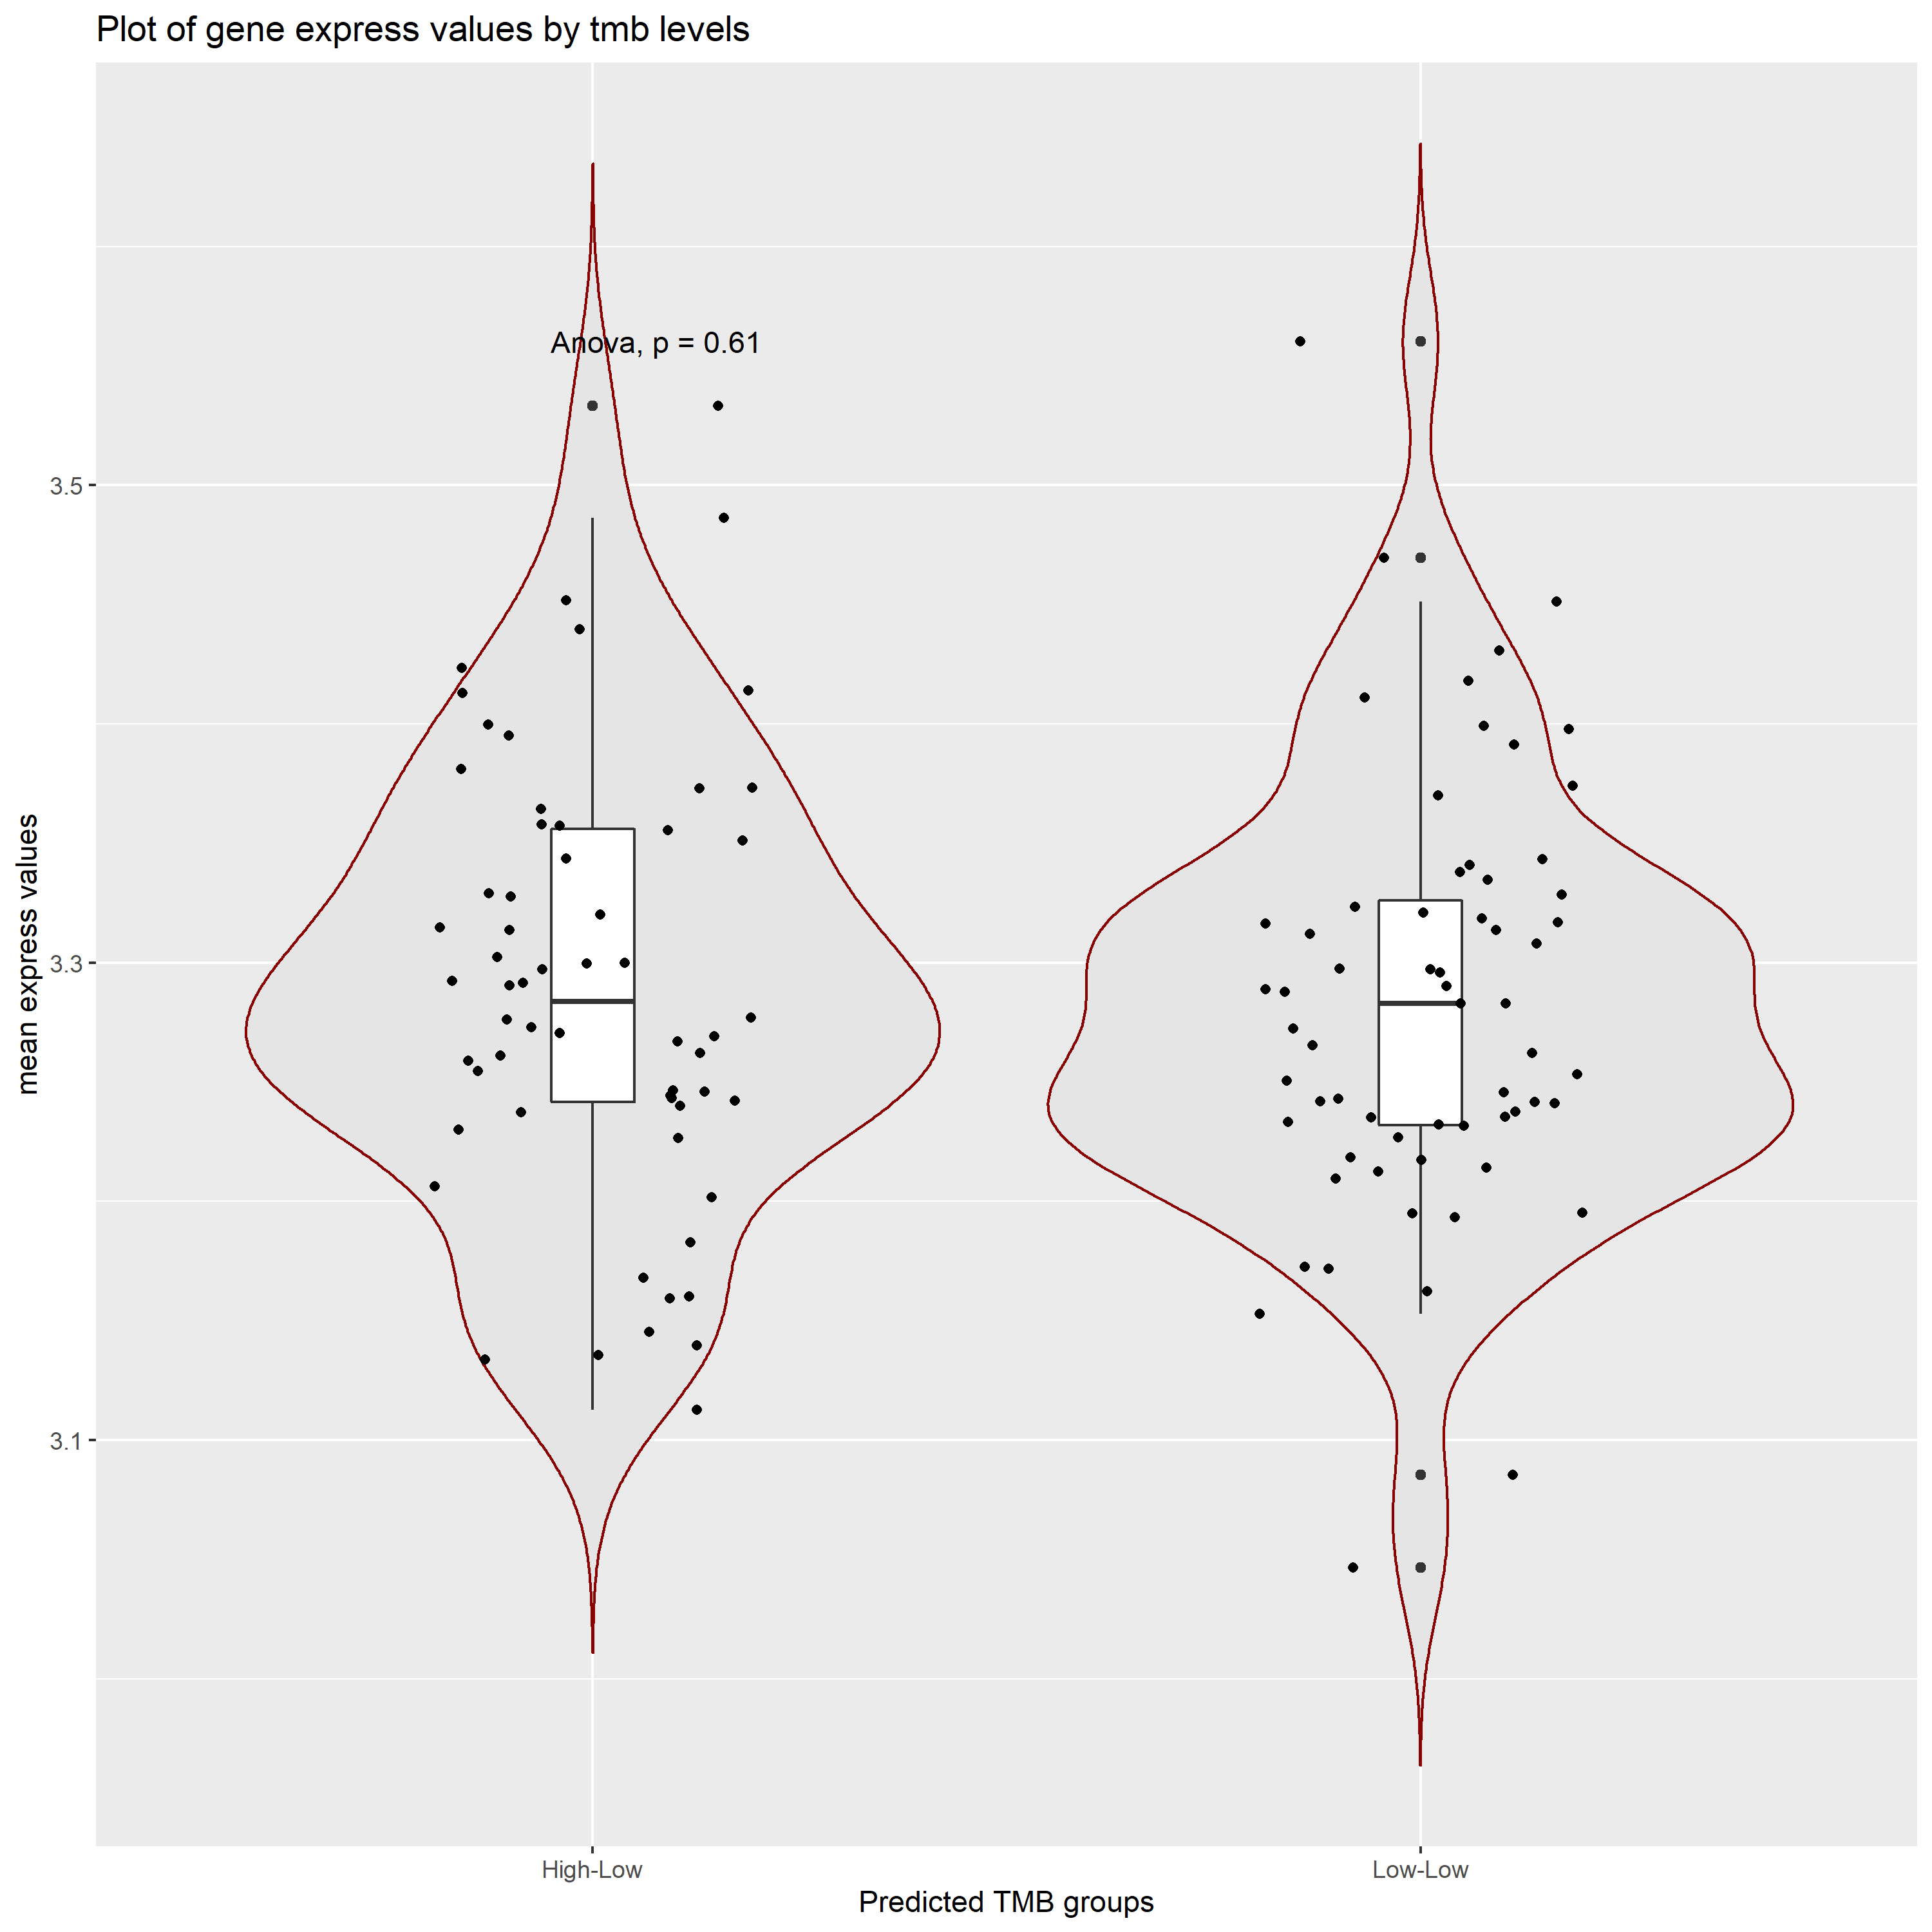 Plot of gene express values by tmb levels
Anova, p = 0.61
3.5
3.3
3.1
mean express values
High-Low
Low-Low
Predicted TMB groups